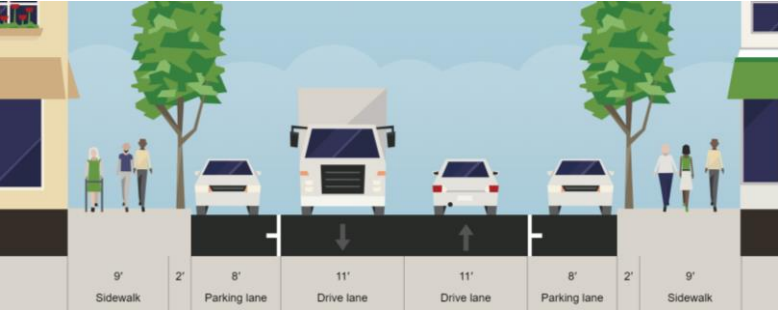 9' 2' 8' 11' 11' 8' 2' 9'
Sidewalk Parking lane Drive lane Drive lane Parking lane Sidewalk